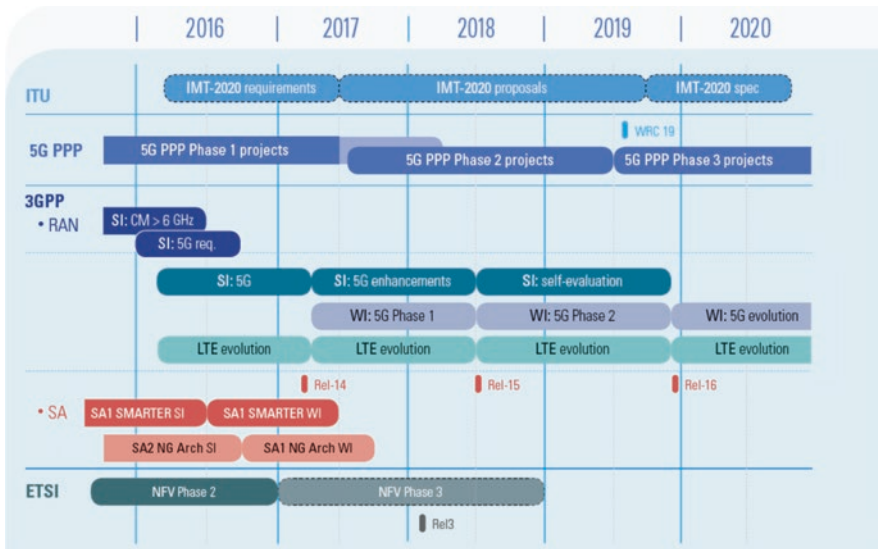 2016 2017 2018 2019 2020
ITU IMT-2020 requirements IMT-2020 proposals IMT-2020 spec
WRC 19
5G PPP 5G PPP Phase 1 projects
5G PPP Phase 2 projects 5G PPP Phase 3 projects
3GPP
• RAN SI: CM > 6 GHz
SI: 5G req.
SI: 5G SI: 5G enhancements SI: self-evaluation
WI: 5G Phase 1 WI: 5G Phase 2 WI: 5G evolution
LTE evolution LTE evolution LTE evolution LTE evolution
Rel-14 Rel-15 Rel-16
• SA SA1 SMARTER SI SA1 SMARTER WI
SA2 NG Arch SI SA1 NG Arch WI
ETSI NFV Phase 2 NFV Phase 3
Rel3